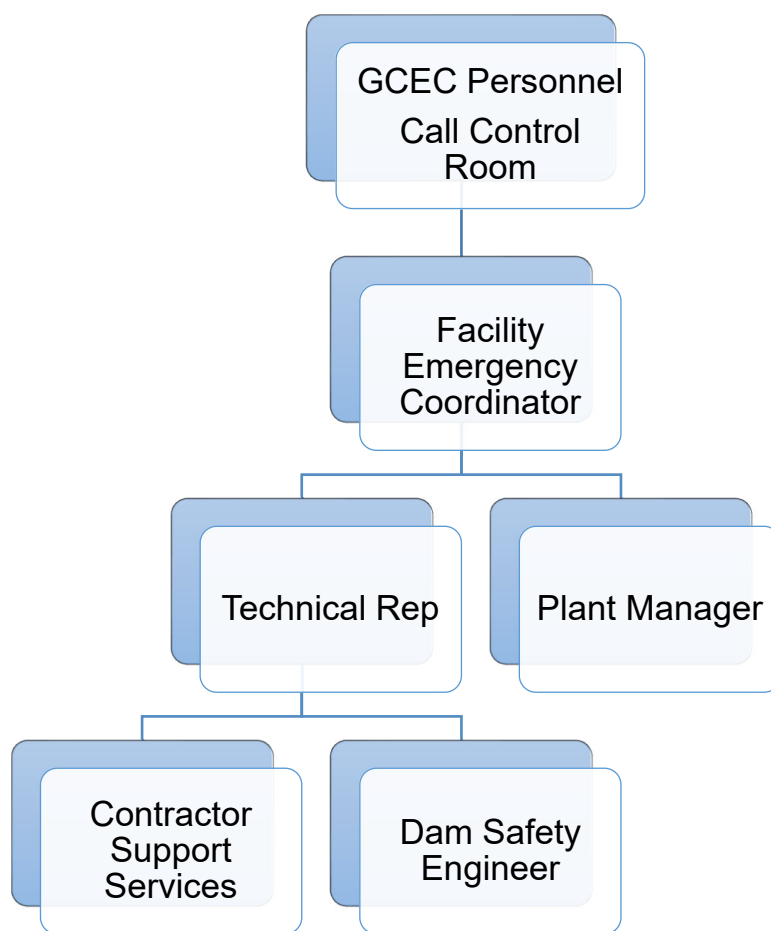 GCEC Personnel
Call Control
Room
Facility
Emergency
Coordinator
Technical Rep
Plant Manager
Contractor
Support
Services
Dam Safety
Engineer